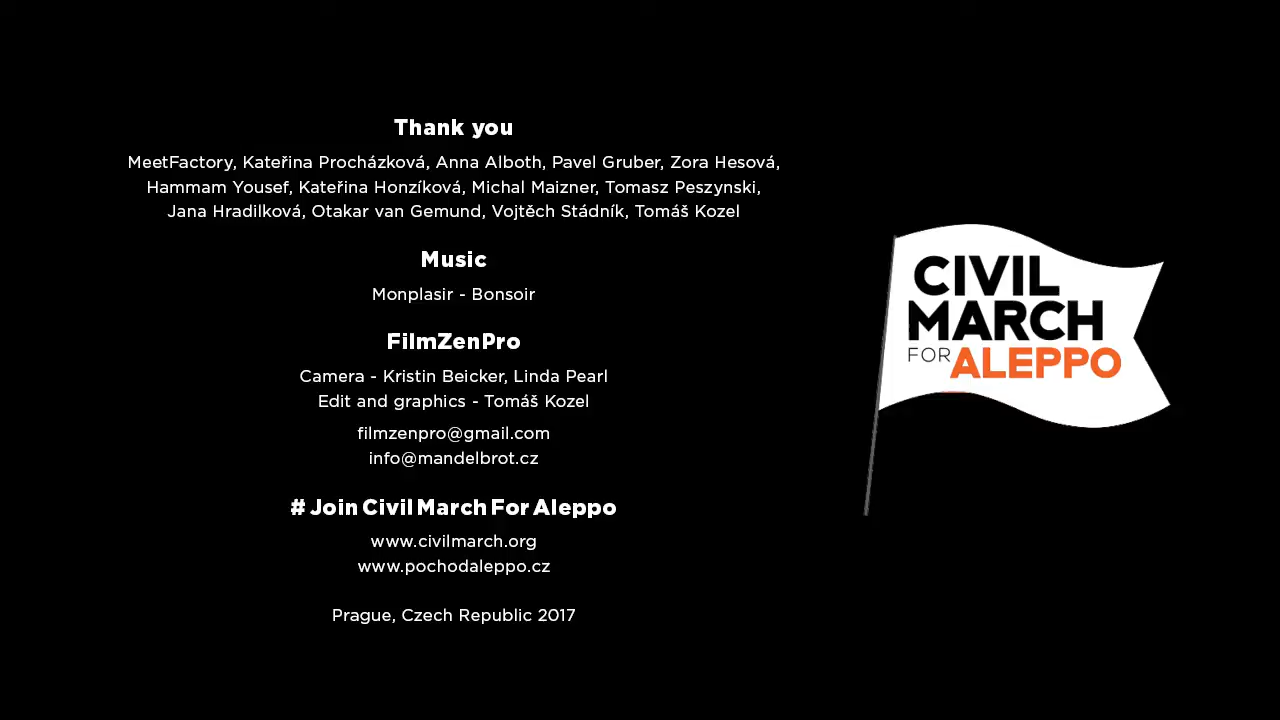 Thank you
MeetFactory, Kateřina Procházková, Anna Alboth, Pavel Gruber, Zora Hesová,
Hammam Yousef, Kateřina Honzíková, Michal Maizner, Tomasz Peszynski,
Jana Hradilková, Otakar van Gemund, Vojtěch Stádník, Tomáš Kozel
Music
Monplasir - Bonsoir
FilmZenPro
Camera - Kristin Beicker, Linda Pearl
Edit and graphics - Tomáš Kozel
filmzenpro@gmail.com
info@mandelbrot.cz
# Join Civil March For Aleppo
www.civilmarch.org
www.pochodaleppo.cz
Prague, Czech Republic 2017
CIVIL
MARCH
FOR ALEPPO